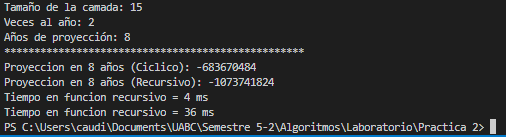 Tamaño de la camada: 15
Veces al año: 2
Años de proyección: 8
**************************************************
Proyeccion en 8 años (Ciclico): -683670484
Proyeccion en 8 años (Recursivo): -1073741824
Tiempo en funcion recursivo = 4 ms
Tiempo en funcion recursivo = 36 ms
PS C:\Users\caudi\Documents\UABC\Semestre 5-2\Algoritmos\Laboratorio\Practica 2>